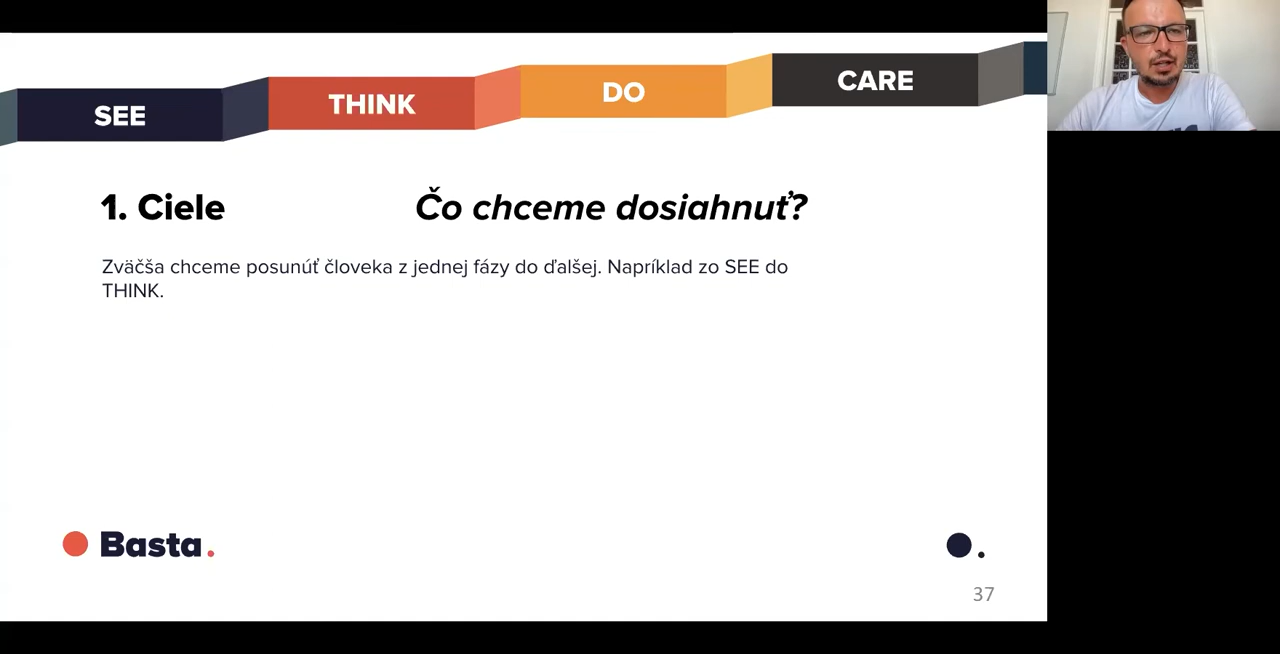 SEE
THINK
DO
CARE
1. Ciele
Čo chceme dosiahnuť?
Zväčša chceme posunúť človeka z jednej fázy do ďalšej. Napríklad zo SEE do
THINK.
Basta.
37